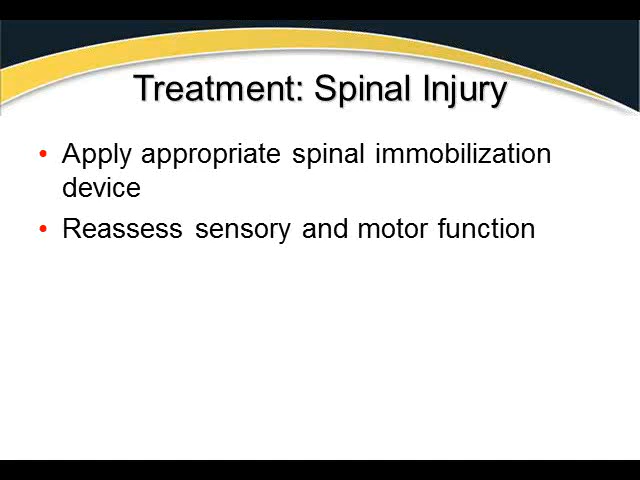 Treatment: Spinal Injury
• Apply appropriate spinal immobilization
device
• Reassess sensory and motor function